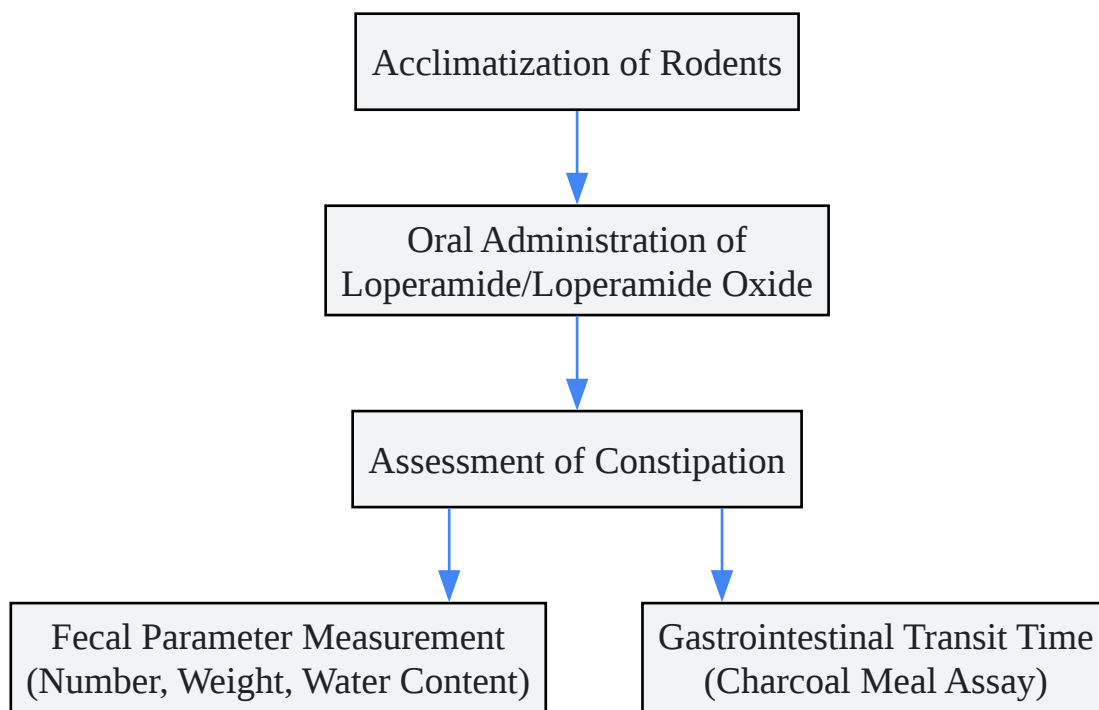 Acclimatization of Rodents
Oral Administration of
Loperamide/Loperamide Oxide
Assessment of Constipation
Fecal Parameter Measurement
(Number, Weight, Water Content)
Gastrointestinal Transit Time
(Charcoal Meal Assay)